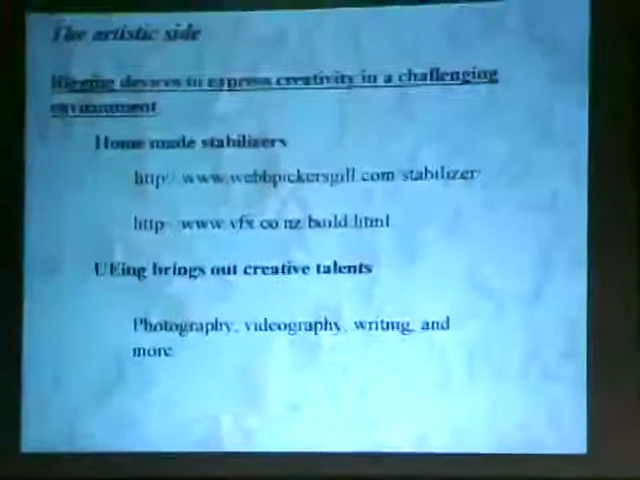 The artistic side
Rigging devices to express creativity in a challenging
environment
Home made stabilizers
http://www.webbpickersgill.com/stabilizer/
http://www.vfx.co.nz/build.html
UEing brings out creative talents
Photography, videography, writing, and
more